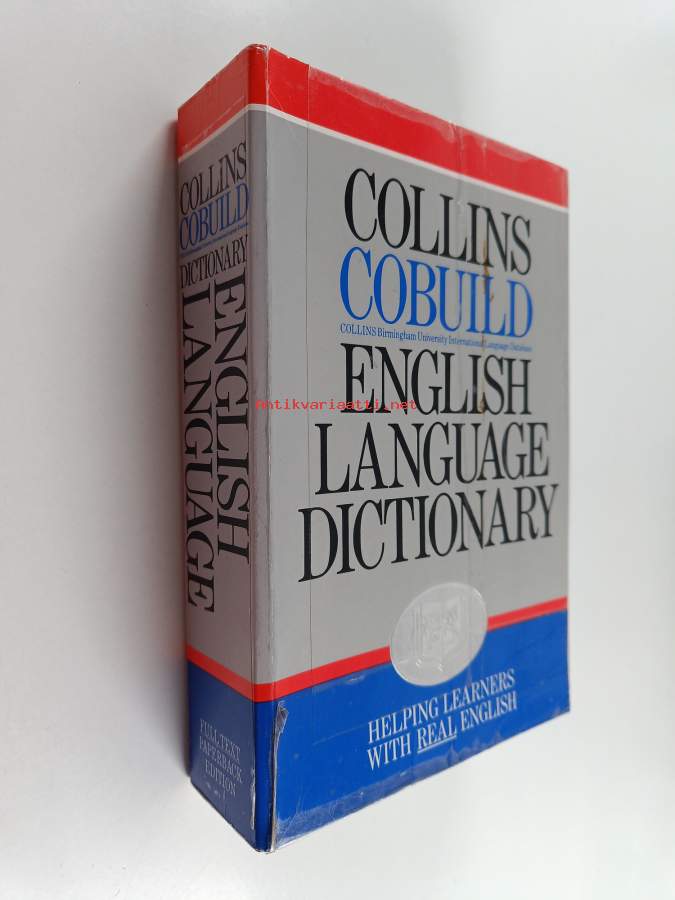 COLLINS
COBUILD
COLLINS Birmingham University International Language Database
ENGLISH
LANGUAGE
DICTIONARY
HELPING LEARNERS
WITH REAL ENGLISH
COLLINS
COBUILD
DICTIONARY
ENGLISH
LANGUAGE
FULL TEXT
PAPERBACK
EDITION
antikvariaatti.net